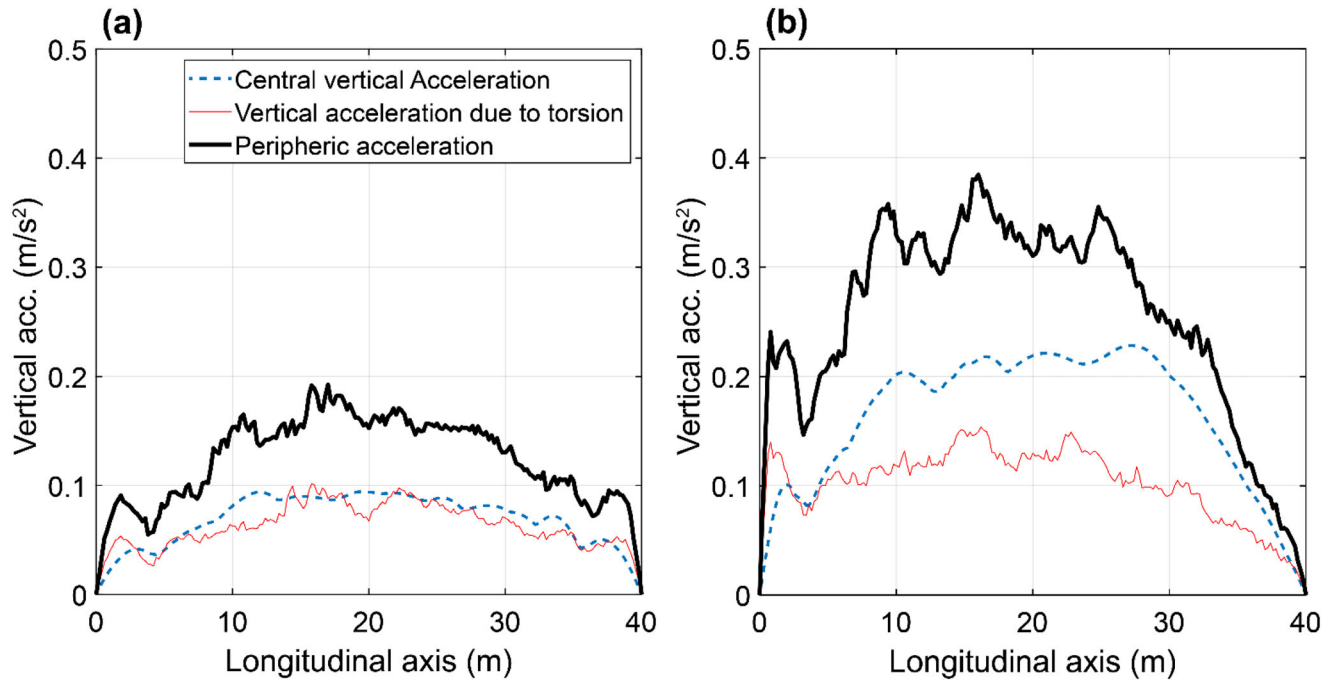 (a)
0.5
0.4
0.3
0.2
0.1
0
Vertical acc. (m/s²)
Central vertical Acceleration
Vertical acceleration due to torsion
Peripheric acceleration
0 10 20 30 40
Longitudinal axis (m)
(b)
0.5
0.4
0.3
0.2
0.1
0
Vertical acc. (m/s²)
0 10 20 30 40
Longitudinal axis (m)